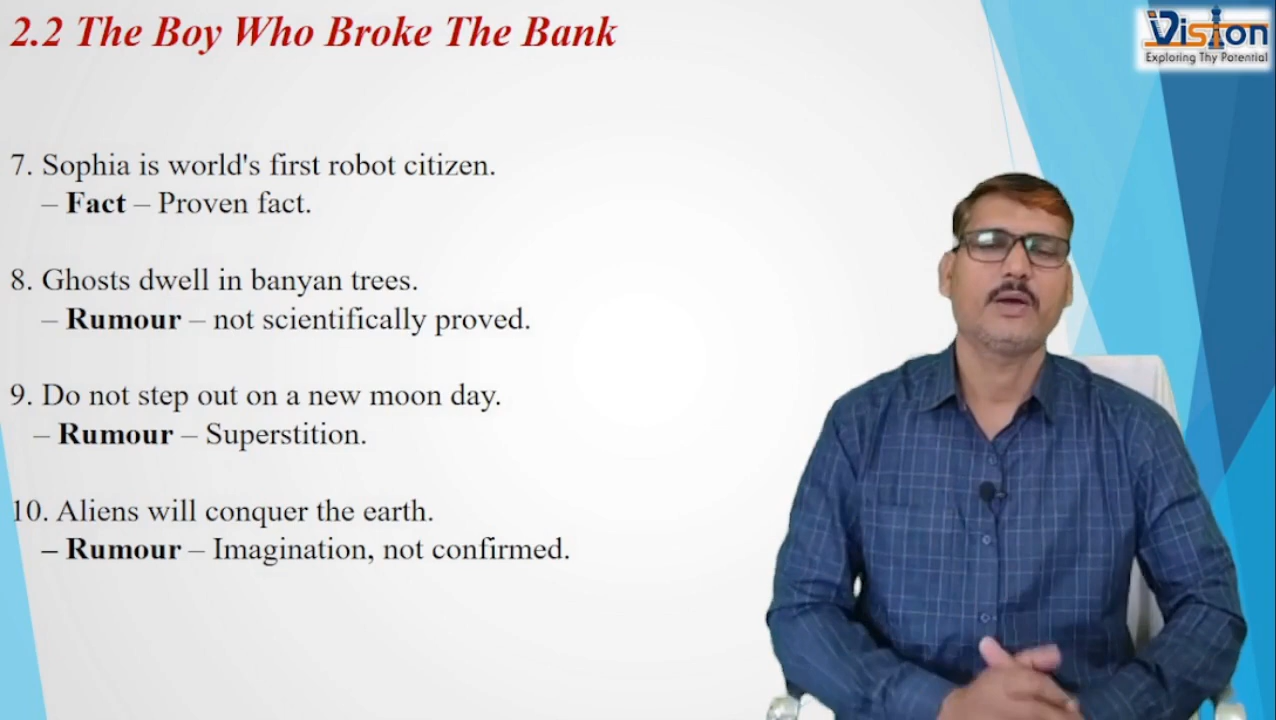 2.2 The Boy Who Broke The Bank
iDision
Exploring Thy Potential
7. Sophia is world's first robot citizen.
– Fact – Proven fact.
8. Ghosts dwell in banyan trees.
– Rumour – not scientifically proved.
9. Do not step out on a new moon day.
– Rumour – Superstition.
10. Aliens will conquer the earth.
– Rumour – Imagination, not confirmed.